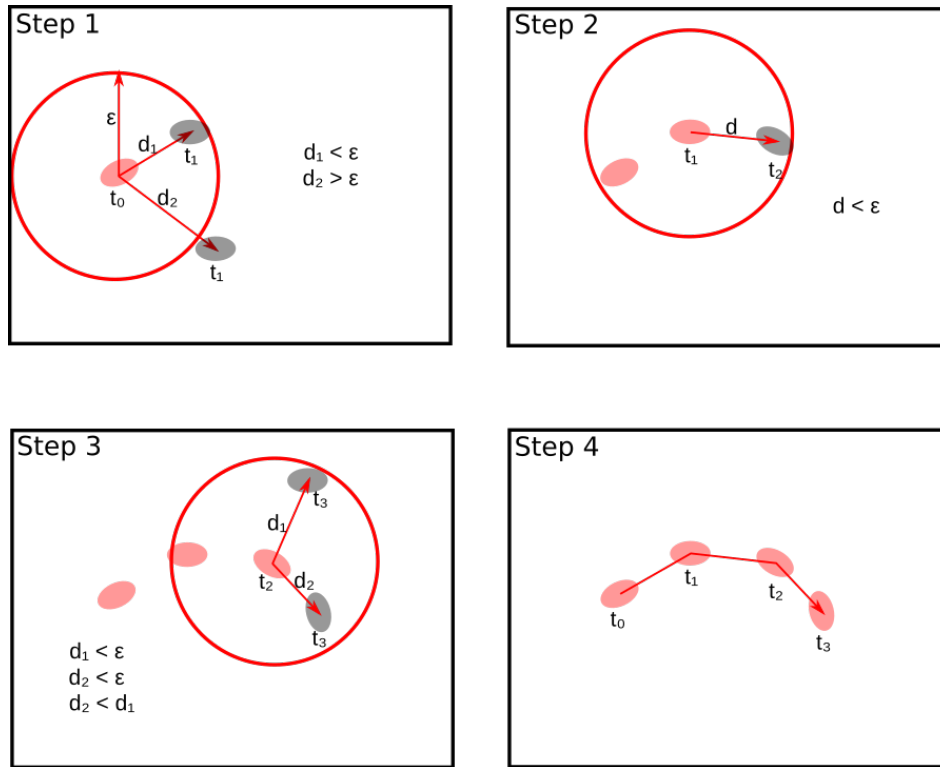 Step 1
ε
d₁
t₁
t₀
d₂
t₁
d₁ < ε
d₂ > ε
Step 2
d
t₁
t₂
d < ε
Step 3
t₃
d₁
t₂
d₂
t₃
d₁ < ε
d₂ < ε
d₂ < d₁
Step 4
t₁
t₂
t₀
t₃